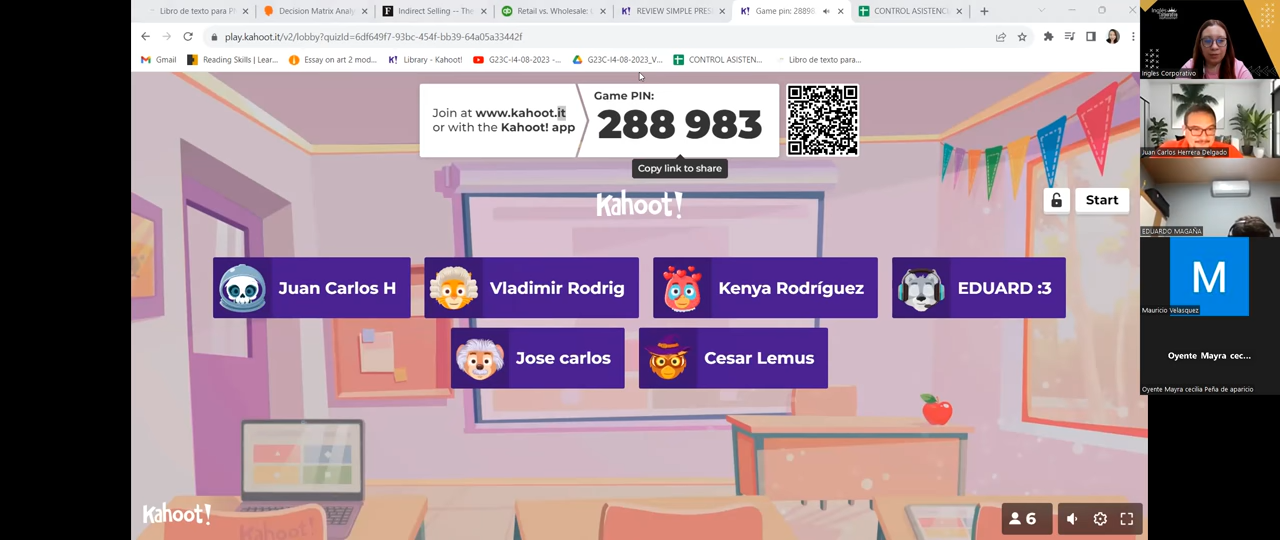 Libro de texto para P
Decision Matrix Anal
Indirect Selling -- The
Retail vs. Wholesale:
REVIEW SIMPLE PRES
Game pin: 28898
CONTROL ASISTENC
play.kahoot.it/v2/lobby?quizId=6df649f7-93bc-454f-bb39-64a05a33442f
Gmail
Reading Skills | Lear...
Essay on art 2 mod...
Library - Kahoot!
G23C-I4-08-2023 -...
G23C-I4-08-2023_V...
CONTROL ASISTEN...
Libro de texto para...
Join at www.kahoot.it
or with the Kahoot! app
Game PIN:
288 983
Copy link to share
Kahoot!
Start
Juan Carlos H
Vladimir Rodrig
Kenya Rodríguez
EDUARD :3
Jose carlos
Cesar Lemus
Kahoot!
6
Inglés
Corporativo
Ingles Corporativo
Juan Carlos Herrera Delgado
EDUARDO MAGAÑA
M
Mauricio Velasquez
Oyente Mayra cec...
Oyente Mayra cecilia Peña de aparicio